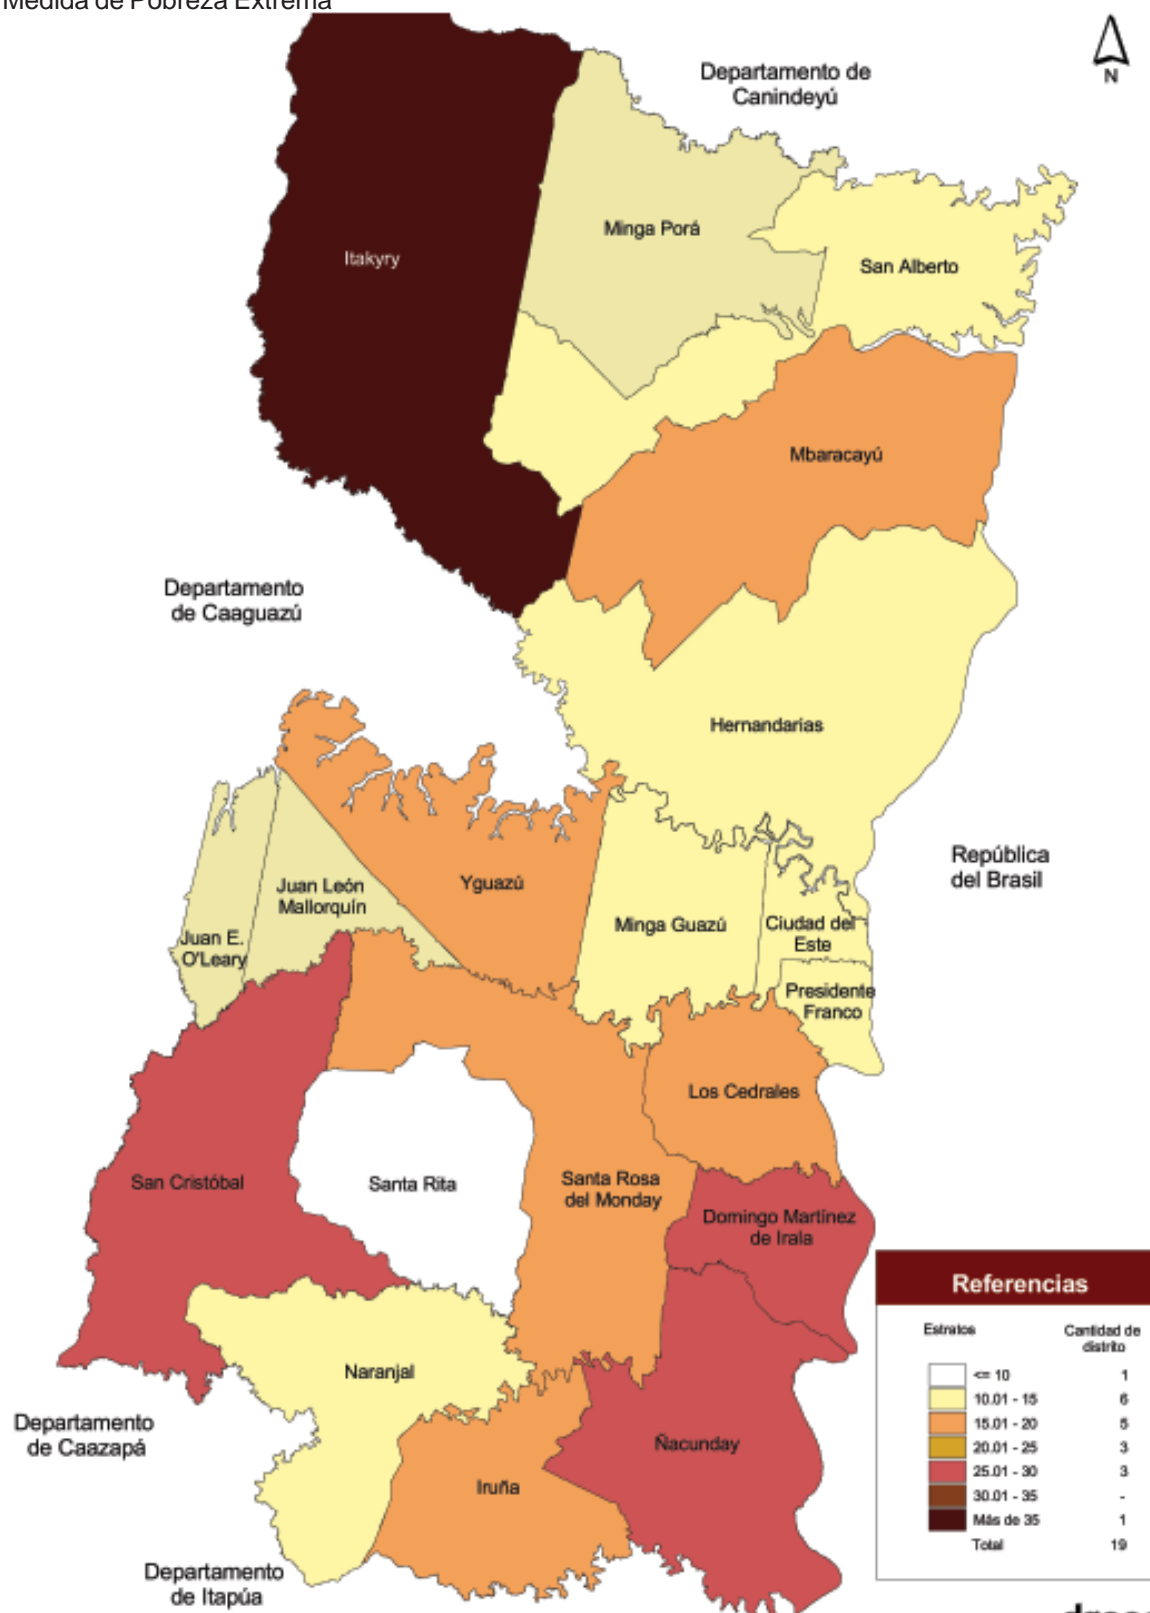 Medida de Pobreza Extrema
N
Departamento de
Canindeyú
Minga Porá
Itakyry
San Alberto
Mbaracayú
Departamento
de Caaguazú
Hernandarias
República
del Brasil
Juan León
Mallorquín
Yguazú
Juan E.
O'Leary
Minga Guazú
Ciudad del
Este
Presidente
Franco
Los Cedrales
San Cristóbal
Santa Rita
Santa Rosa
del Monday
Domingo Martínez
de Irala
Naranjal
Departamento
de Caazapá
Ñacunday
Iruña
Departamento
de Itapúa
Referencias
Estratos Cantidad de
distrito
<= 10 1
10.01 - 15 6
15.01 - 20 5
20.01 - 25 3
25.01 - 30 3
30.01 - 35 -
Más de 35 1
Total 19